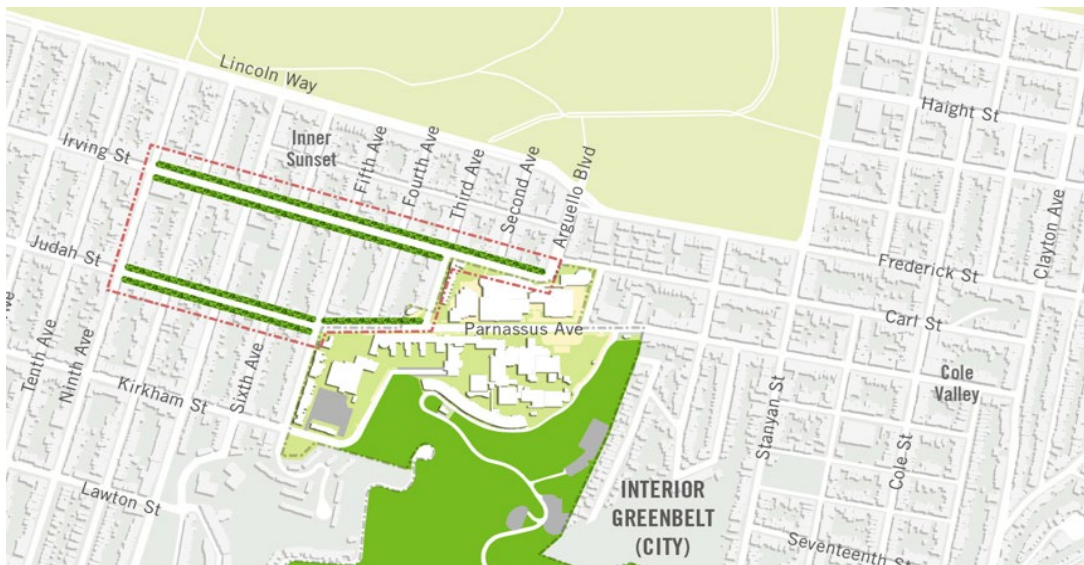 Lincoln Way
Haight St
Irving St
Inner
Sunset
Fifth Ave
Fourth Ave
Third Ave
Second Ave
Arguello Blvd
Clayton Ave
Judah St
Frederick St
Carl St
Parnassus Ave
Tenth Ave
Ninth Ave
Sixth Ave
Kirkham St
Cole
Valley
Stanyan St
Cole St
Lawton St
INTERIOR
GREENBELT
(CITY)
Seventeenth St